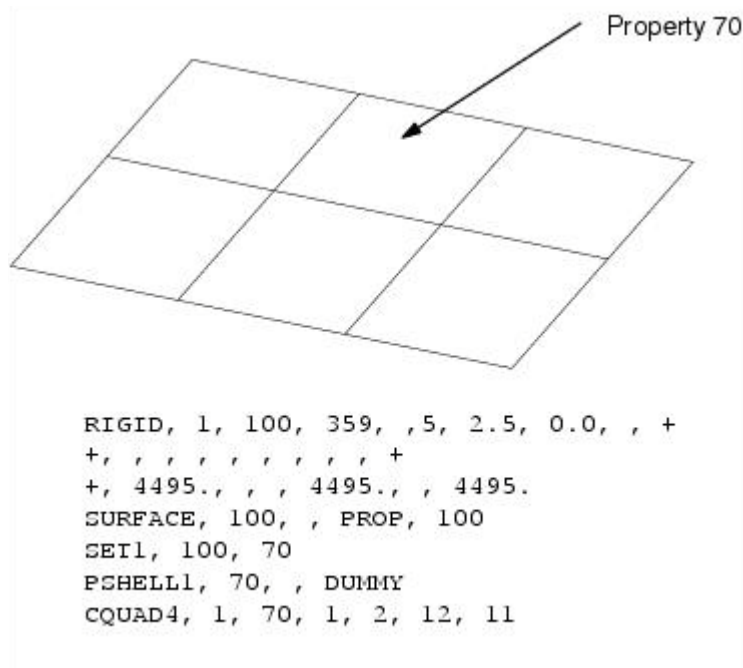 Property 70
RIGID, 1, 100, 359, ,5, 2.5, 0.0, , +
+, , , , , , , , , +
+, 4495., , , 4495., , 4495.
SURFACE, 100, , PROP, 100
SET1, 100, 70
PSHELL1, 70, , DUMMY
CQUAD4, 1, 70, 1, 2, 12, 11